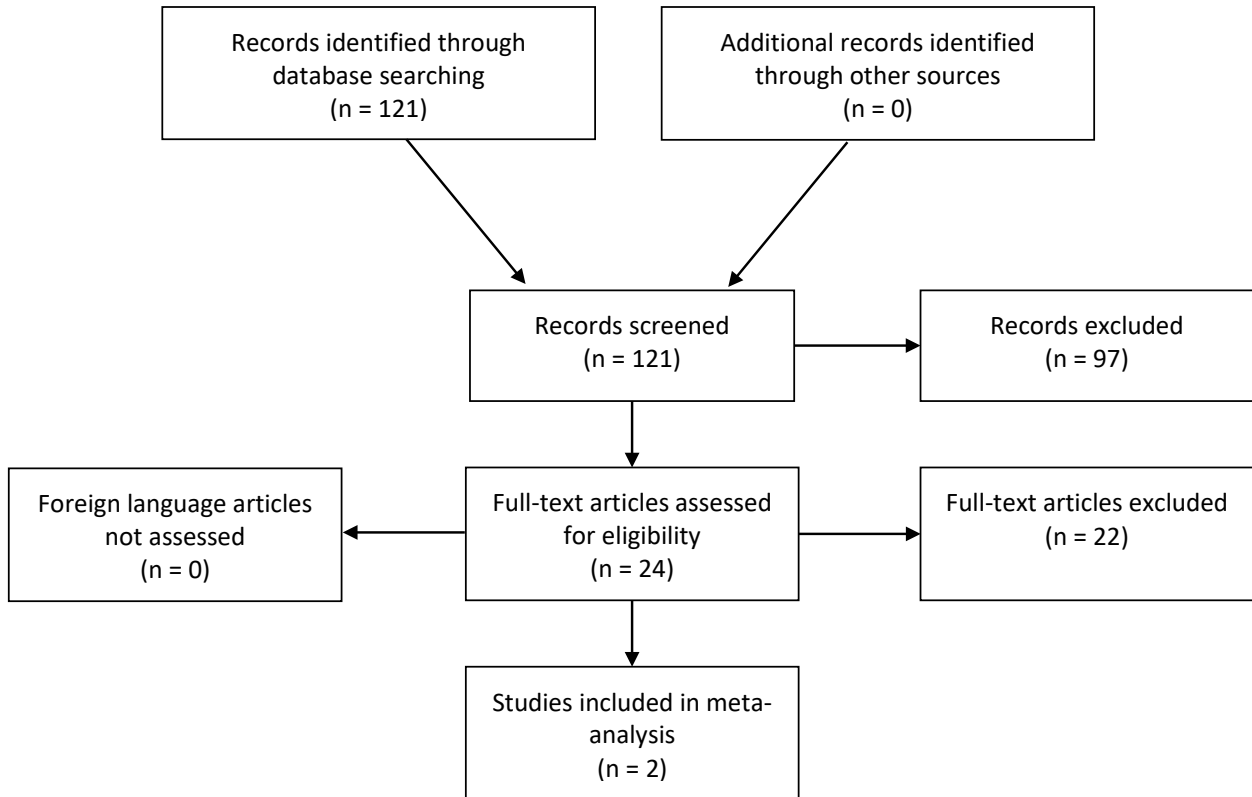 Records identified through
database searching
(n = 121)
Additional records identified
through other sources
(n = 0)
Records screened
(n = 121)
Records excluded
(n = 97)
Foreign language articles
not assessed
(n = 0)
Full-text articles assessed
for eligibility
(n = 24)
Full-text articles excluded
(n = 22)
Studies included in meta-
analysis
(n = 2)